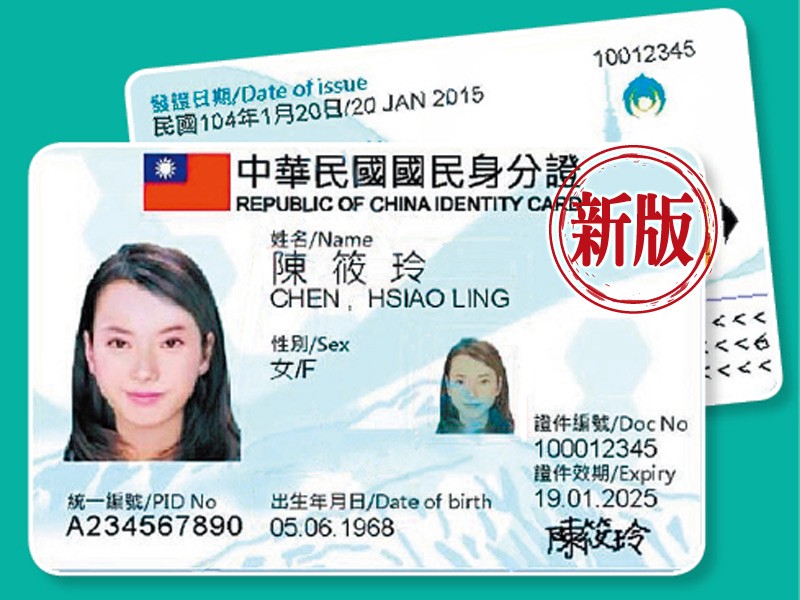 發證日期/Date of issue
民國104年1月20日/20 JAN 2015
10012345
中華民國國民身分證
REPUBLIC OF CHINA IDENTITY CARD
新版
姓名/Name
陳筱玲
CHEN, HSIAO LING
性別/Sex
女/F
證件編號/Doc No
100012345
證件效期/Expiry
19.01.2025
統一編號/PID No
A234567890
出生年月日/Date of birth
05.06.1968
陳筱玲
<<<
<<<6
<<<